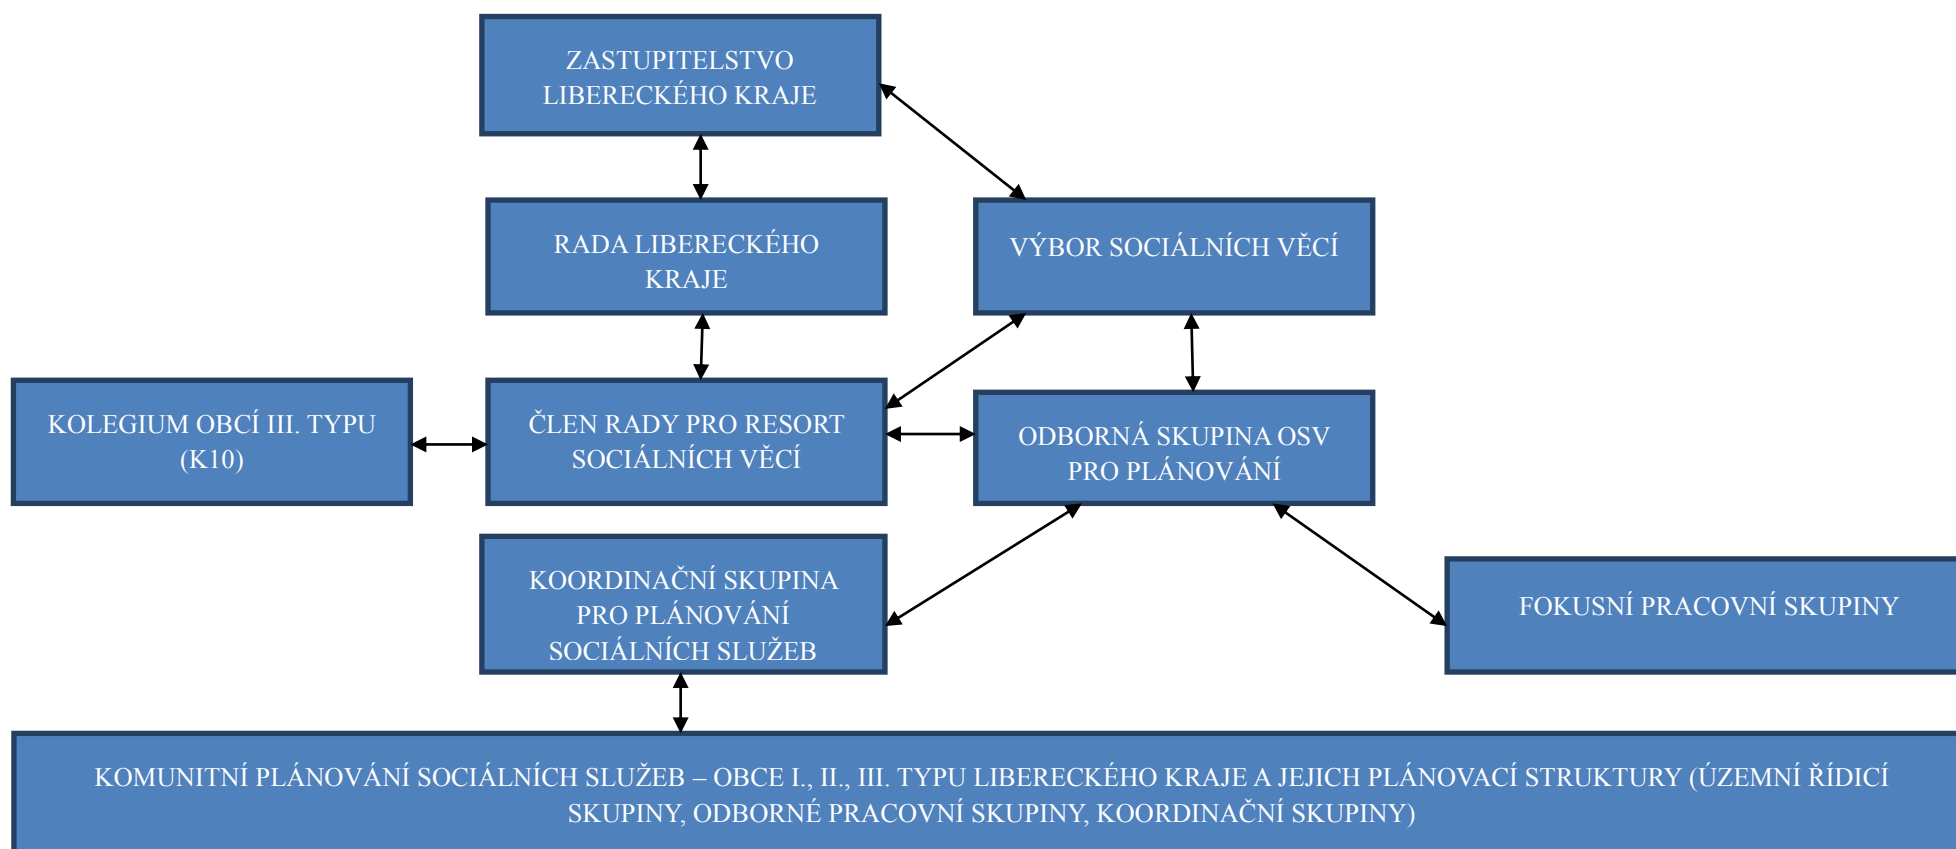 ZASTUPITELSTVO
LIBERECKÉHO KRAJE
RADA LIBERECKÉHO
KRAJE
VÝBOR SOCIÁLNÍCH VĚCÍ
KOLEGIUM OBCÍ III. TYPU
(K10)
ČLEN RADY PRO RESORT
SOCIÁLNÍCH VĚCÍ
ODBORNÁ SKUPINA OSV
PRO PLÁNOVÁNÍ
KOORDINAČNÍ SKUPINA
PRO PLÁNOVÁNÍ
SOCIÁLNÍCH SLUŽEB
FOKUSNÍ PRACOVNÍ SKUPINY
KOMUNITNÍ PLÁNOVÁNÍ SOCIÁLNÍCH SLUŽEB – OBCE I., II., III. TYPU LIBERECKÉHO KRAJE A JEJICH PLÁNOVACÍ STRUKTURY (ÚZEMNÍ ŘÍDICÍ
SKUPINY, ODBORNÉ PRACOVNÍ SKUPINY, KOORDINAČNÍ SKUPINY)